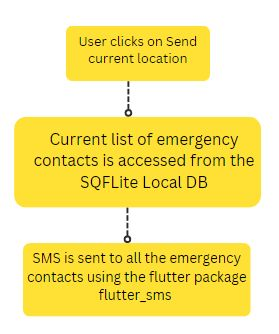 User clicks on Send
current location
Current list of emergency
contacts is accessed from the
SQFLite Local DB
SMS is sent to all the emergency
contacts using the flutter package
flutter_sms